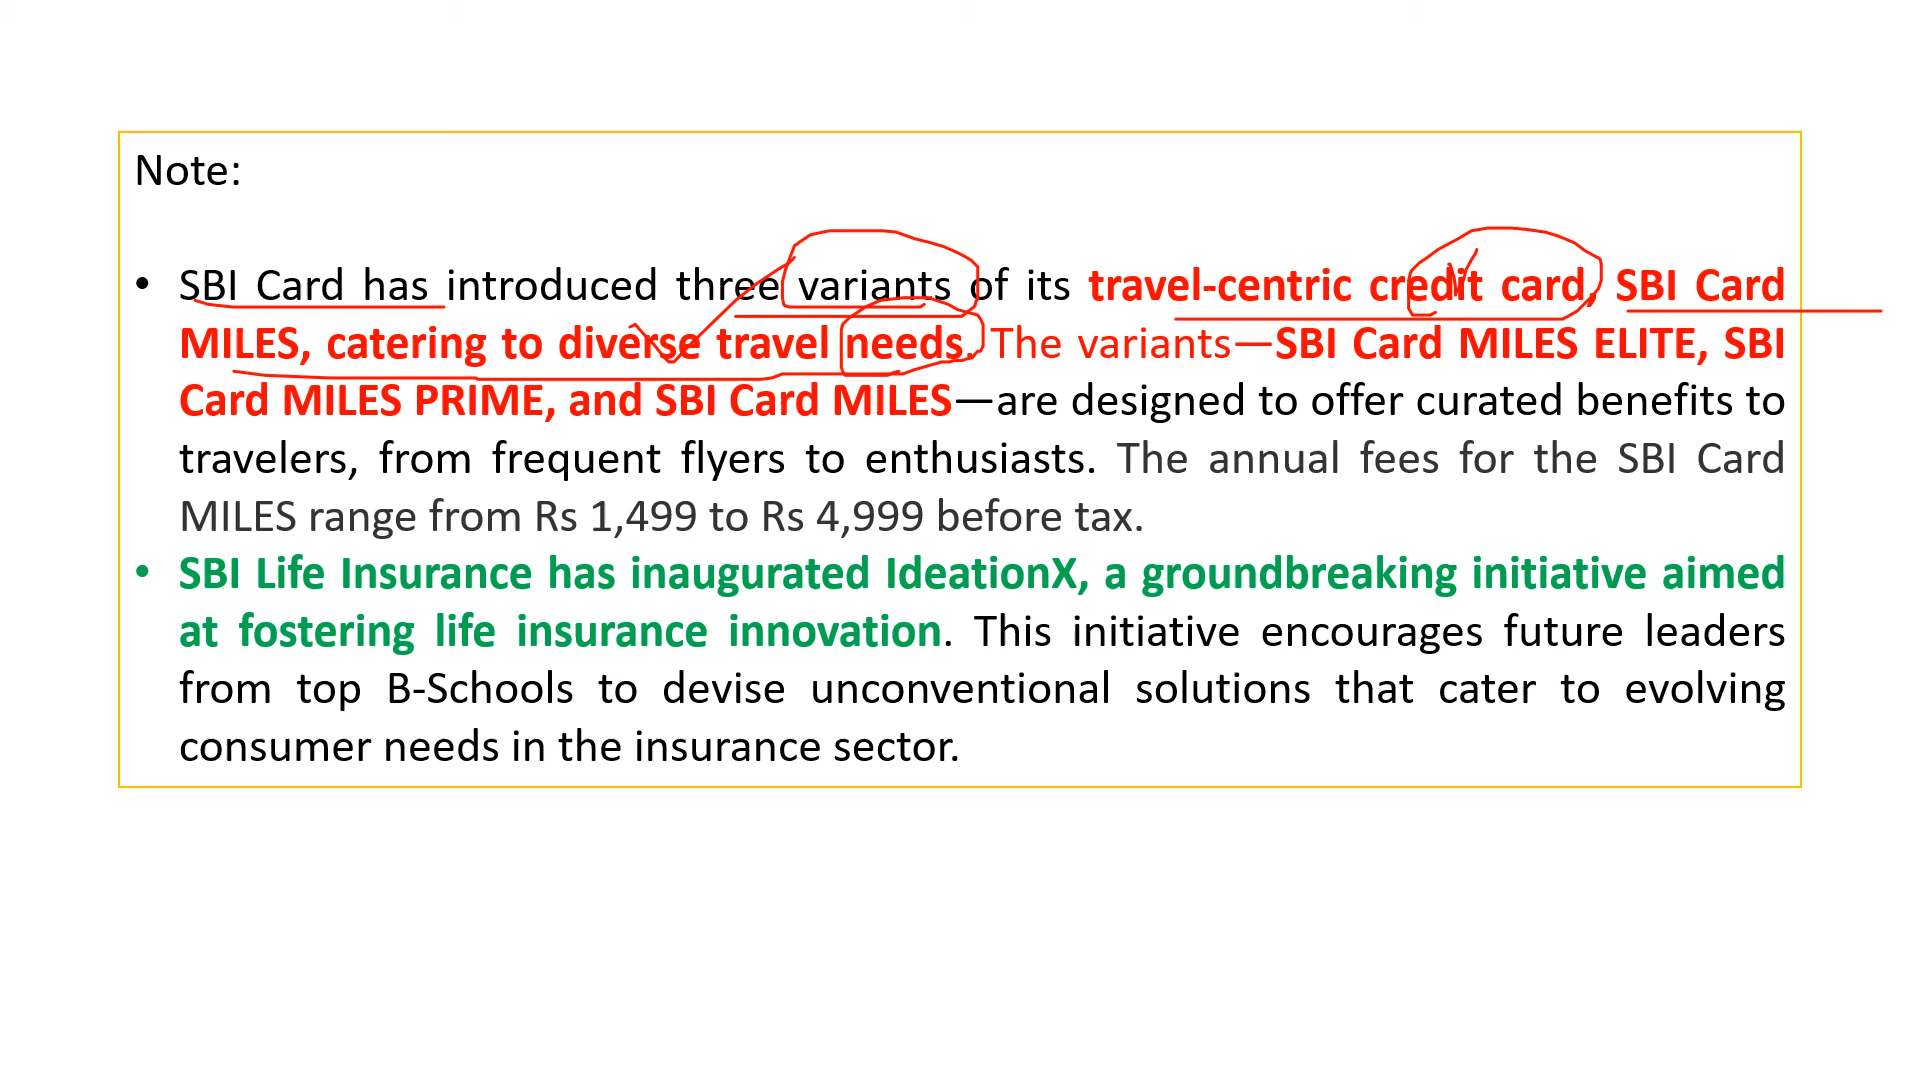 Note:
• SBI Card has introduced three variants of its travel-centric credit card, SBI Card
MILES, catering to diverse travel needs. The variants—SBI Card MILES ELITE, SBI
Card MILES PRIME, and SBI Card MILES—are designed to offer curated benefits to
travelers, from frequent flyers to enthusiasts. The annual fees for the SBI Card
MILES range from Rs 1,499 to Rs 4,999 before tax.
• SBI Life Insurance has inaugurated IdeationX, a groundbreaking initiative aimed
at fostering life insurance innovation. This initiative encourages future leaders
from top B-Schools to devise unconventional solutions that cater to evolving
consumer needs in the insurance sector.